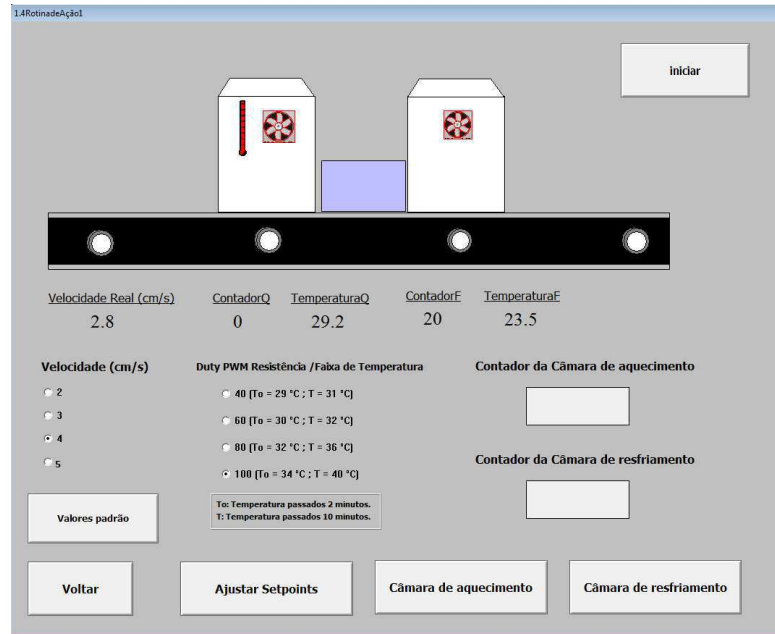 1.4RotinadeAção1
iniciar
Velocidade Real (cm/s)
ContadorQ
TemperaturaQ
ContadorF
TemperaturaF
2.8
0
29.2
20
23.5
Velocidade (cm/s)
2
3
4
5
Duty PWM Resistência /Faixa de Temperatura
40 (To = 29 °C ; T = 31 °C)
60 (To = 30 °C ; T = 32 °C)
80 (To = 32 °C ; T = 36 °C)
100 (To = 34 °C ; T = 40 °C)
To: Temperatura passados 2 minutos.
T: Temperatura passados 10 minutos.
Contador da Câmara de aquecimento
Contador da Câmara de resfriamento
Valores padrão
Voltar
Ajustar Setpoints
Câmara de aquecimento
Câmara de resfriamento